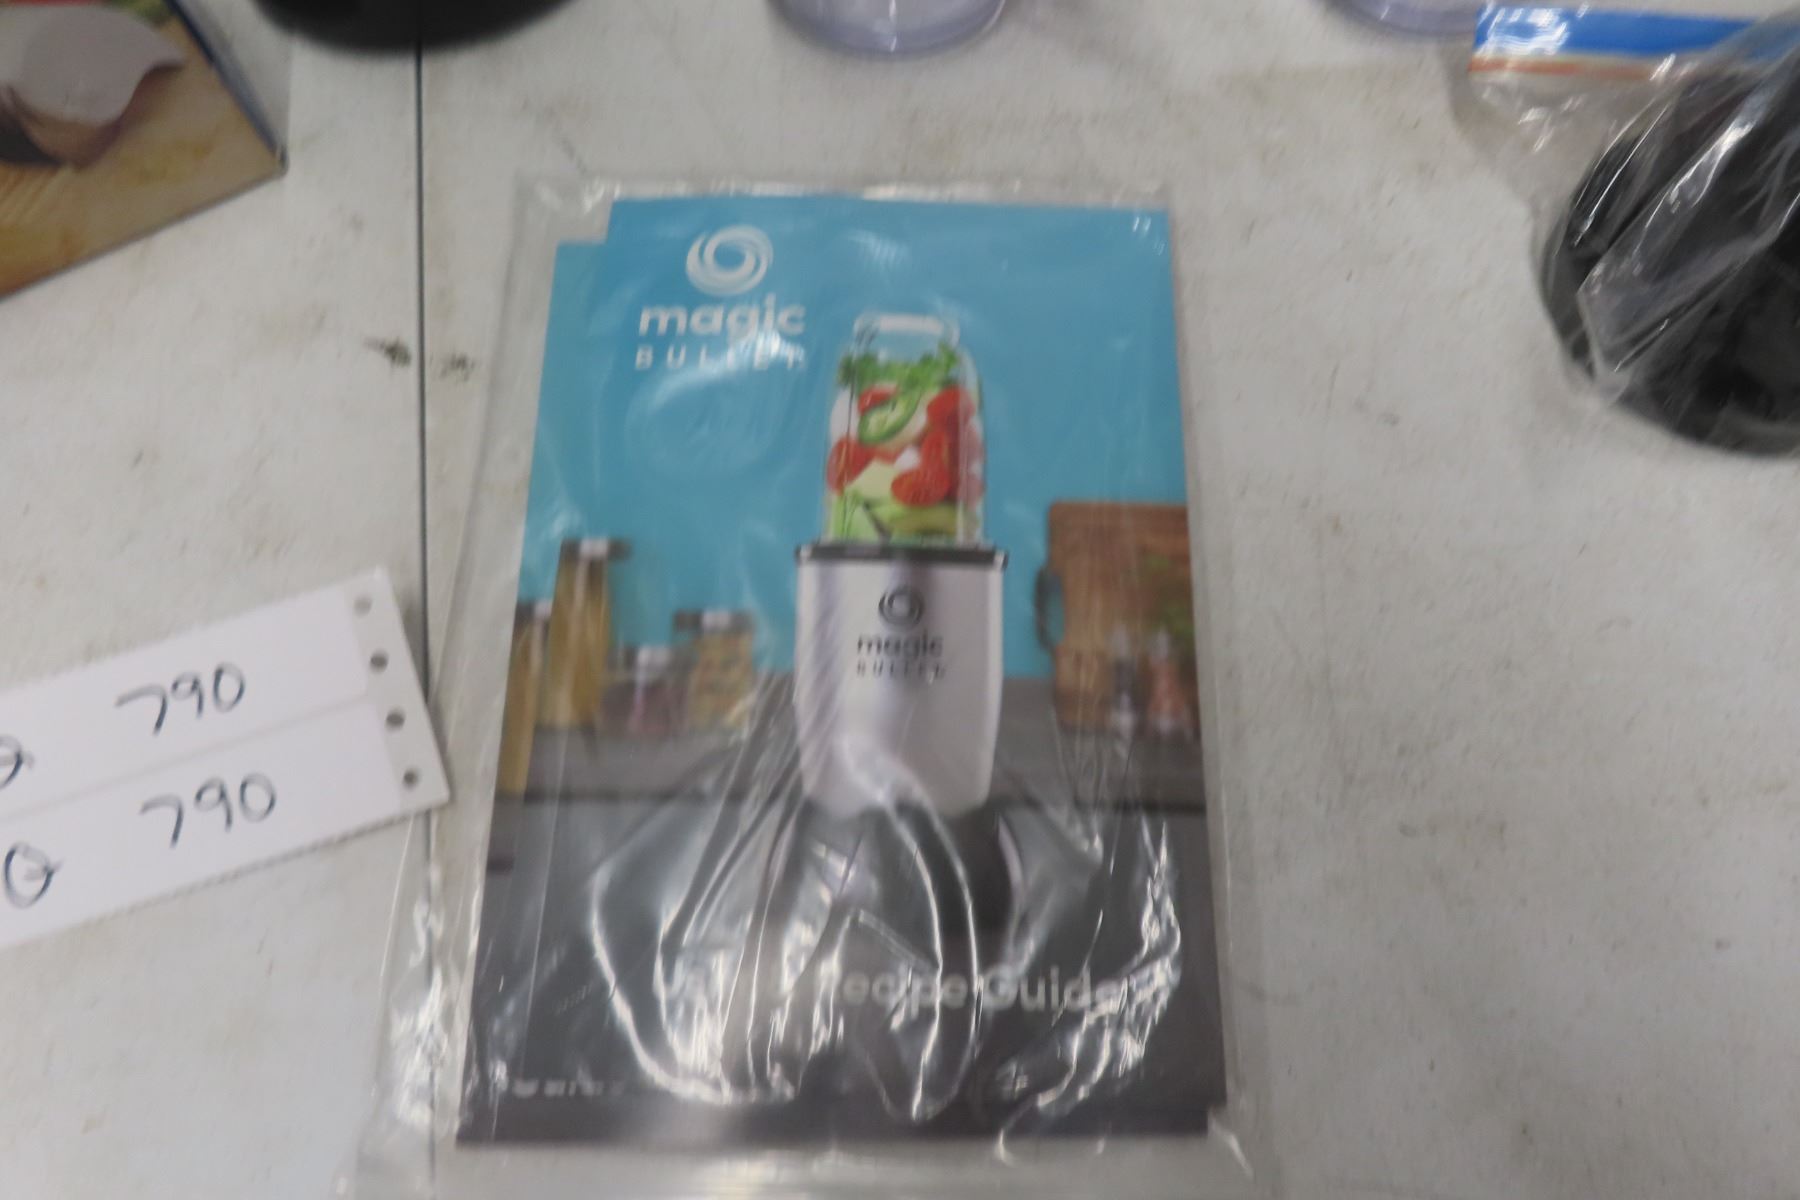 magic
BULLET
magic
BULLET
Recipe Guide
790
790
Q